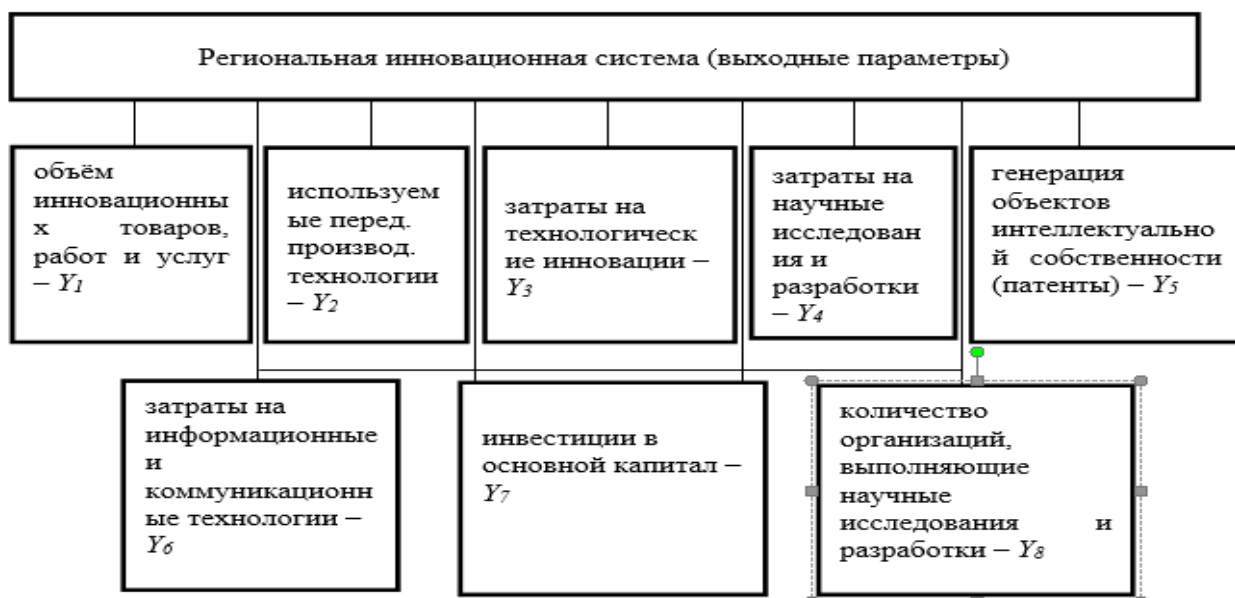 Региональная инновационная система (выходные параметры)
объём
инновационны
х товаров,
работ и услуг
– Y1
используем
ые перед.
производ.
технологии
– Y2
затраты на
технологическ
ие инновации –
Y3
затраты на
научные
исследован
ия и
разработки
– Y4
генерация
объектов
интеллектуально
й собственности
(патенты) – Y5
затраты на
информационные
и
коммуникационн
ые технологии –
Y6
инвестиции в
основной капитал –
Y7
количество
организаций,
выполняющие
научные
исследования и
разработки – Y8